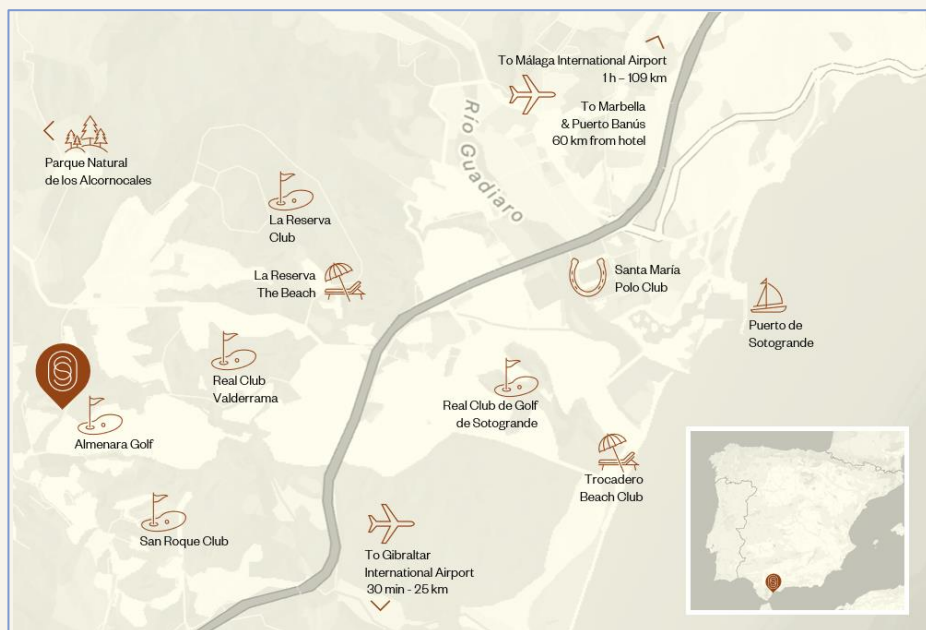 To Málaga International Airport
1 h – 109 km
To Marbella
& Puerto Banús
60 km from hotel
Río Guadiaro
Parque Natural
de los Alcornocales
La Reserva
Club
La Reserva
The Beach
Santa María
Polo Club
Puerto de
Sotogrande
Real Club
Valderrama
Real Club de Golf
de Sotogrande
Almenara Golf
Trocadero
Beach Club
San Roque Club
To Gibraltar
International Airport
30 min - 25 km